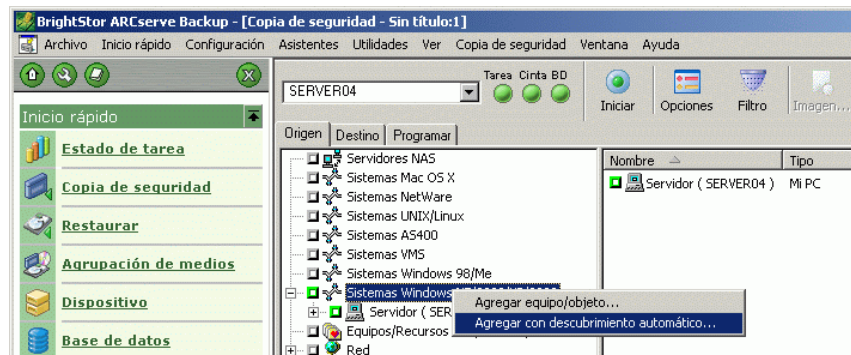 BrightStor ARCserve Backup - [Copia de seguridad - Sin título:1]
Archivo Inicio rápido Configuración Asistentes Utilidades Ver Copia de seguridad Ventana Ayuda
SERVER04
Tarea Cinta BD
Iniciar Opciones Filtro Imagen...
Inicio rápido
Estado de tarea
Copia de seguridad
Restaurar
Agrupación de medios
Dispositivo
Base de datos
Origen Destino Programar
Servidores NAS
Sistemas Mac OS X
Sistemas NetWare
Sistemas UNIX/Linux
Sistemas AS400
Sistemas VMS
Sistemas Windows 98/Me
Sistemas Windows
Servidor ( SER
Equipos/Recursos
Red
Nombre Tipo
Servidor ( SERVER04 ) Mi PC
Agregar equipo/objeto...
Agregar con descubrimiento automático...